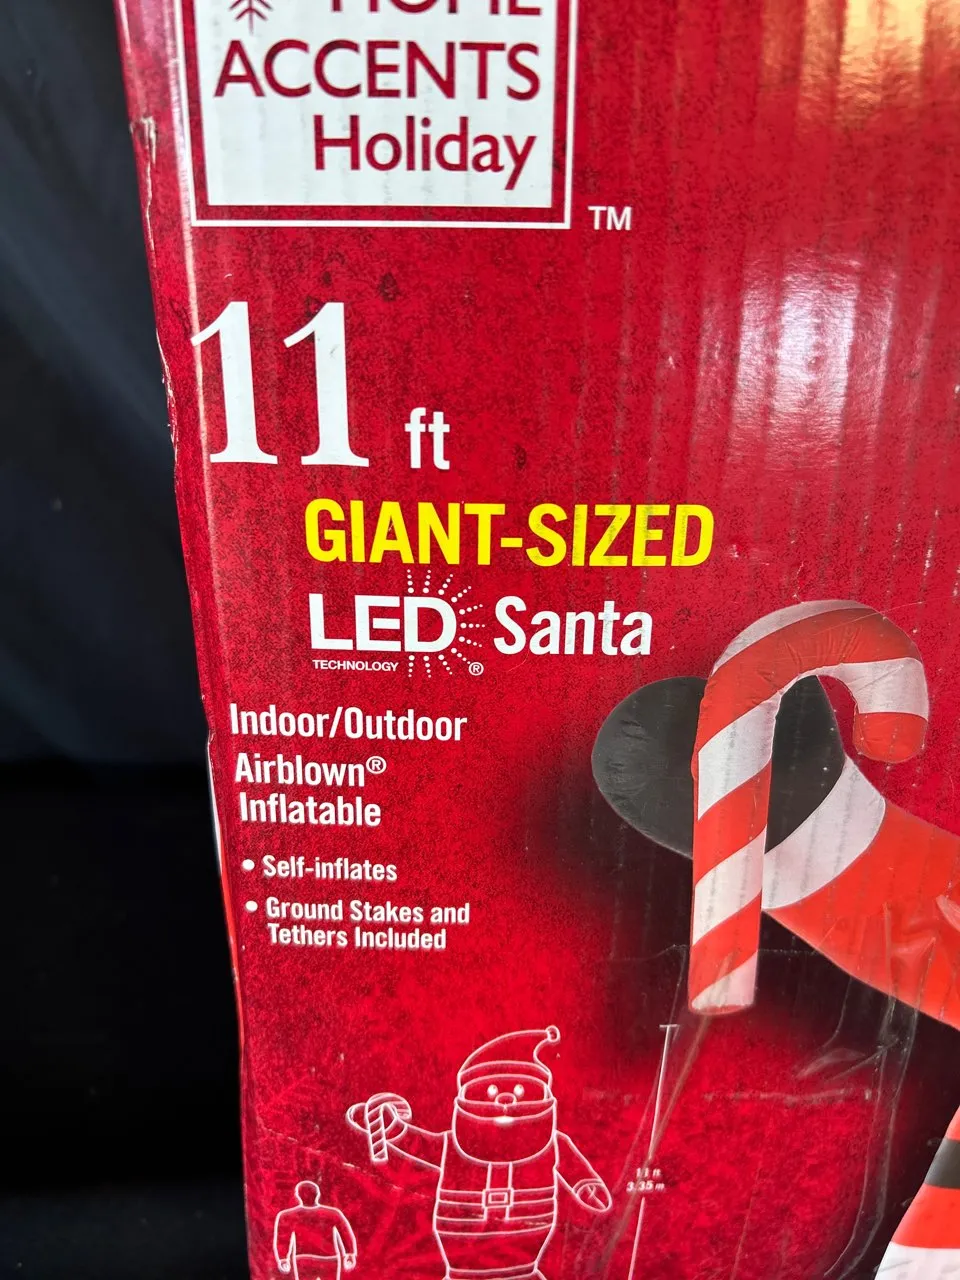 HOME
ACCENTS
Holiday
TM
11 ft
GIANT-SIZED
LED Santa
TECHNOLOGY ®
Indoor/Outdoor
Airblown®
Inflatable
• Self-inflates
• Ground Stakes and
Tethers Included
11 ft
3.35 m